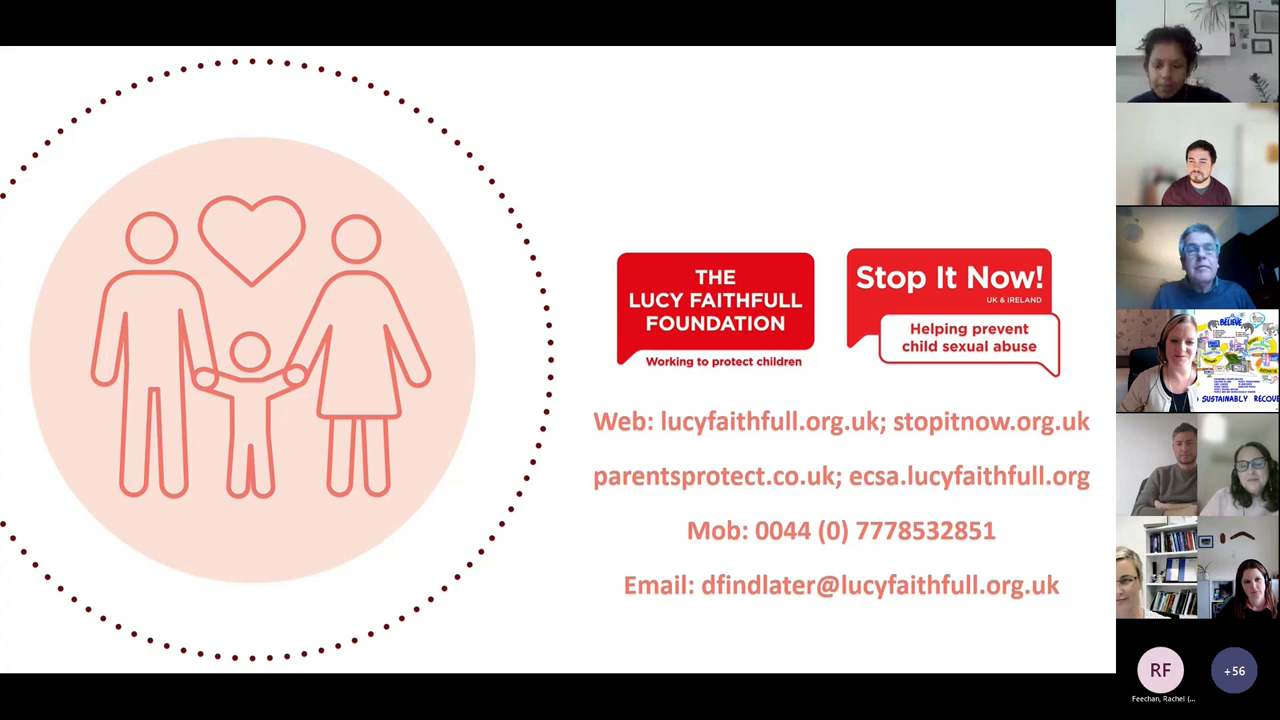 THE
LUCY FAITHFULL
FOUNDATION
Working to protect children
Stop It Now!
UK & IRELAND
Helping prevent
child sexual abuse
Web: lucyfaithfull.org.uk; stopitnow.org.uk
parentsprotect.co.uk; ecsa.lucyfaithfull.org
Mob: 0044 (0) 7778532851
Email: dfindlater@lucyfaithfull.org.uk
BELIEVE
SUSTAINABLY RECOVE
RF
+56
Feechan, Rachel (...